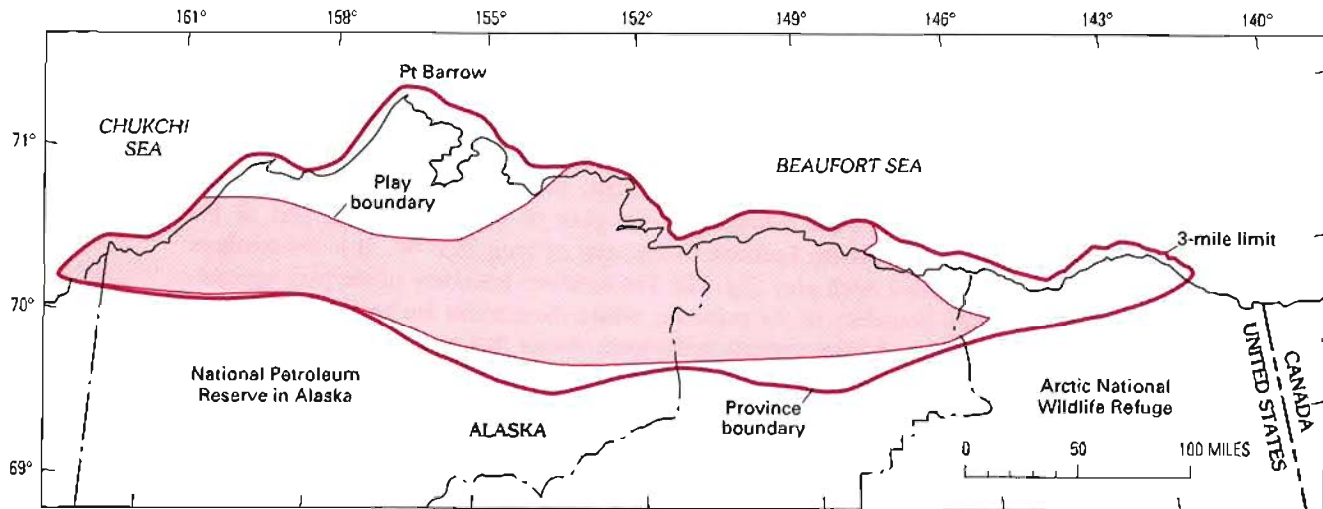 161° 158° 155° 152° 149° 146° 143° 140°
Pt Barrow
71°
CHUKCHI
SEA
BEAUFORT SEA
Play
boundary
3-mile limit
70°
National Petroleum
Reserve in Alaska
ALASKA
Province
boundary
Arctic National
Wildlife Refuge
CANADA
UNITED STATES
69°
0 50 100 MILES